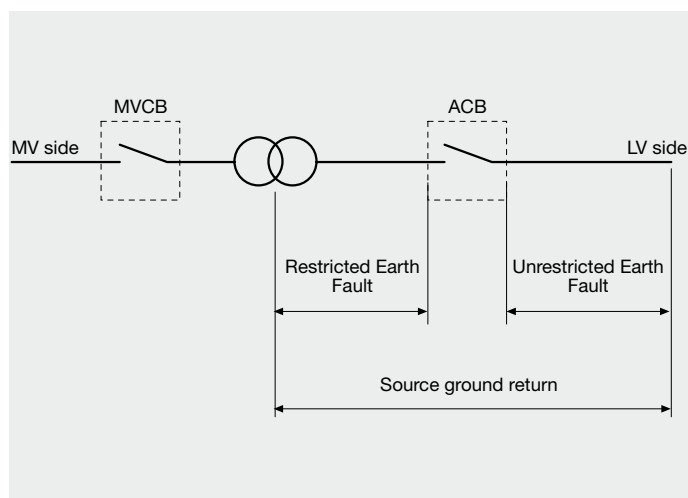 MVCB
ACB
MV side
LV side
Restricted Earth
Fault
Unrestricted Earth
Fault
Source ground return